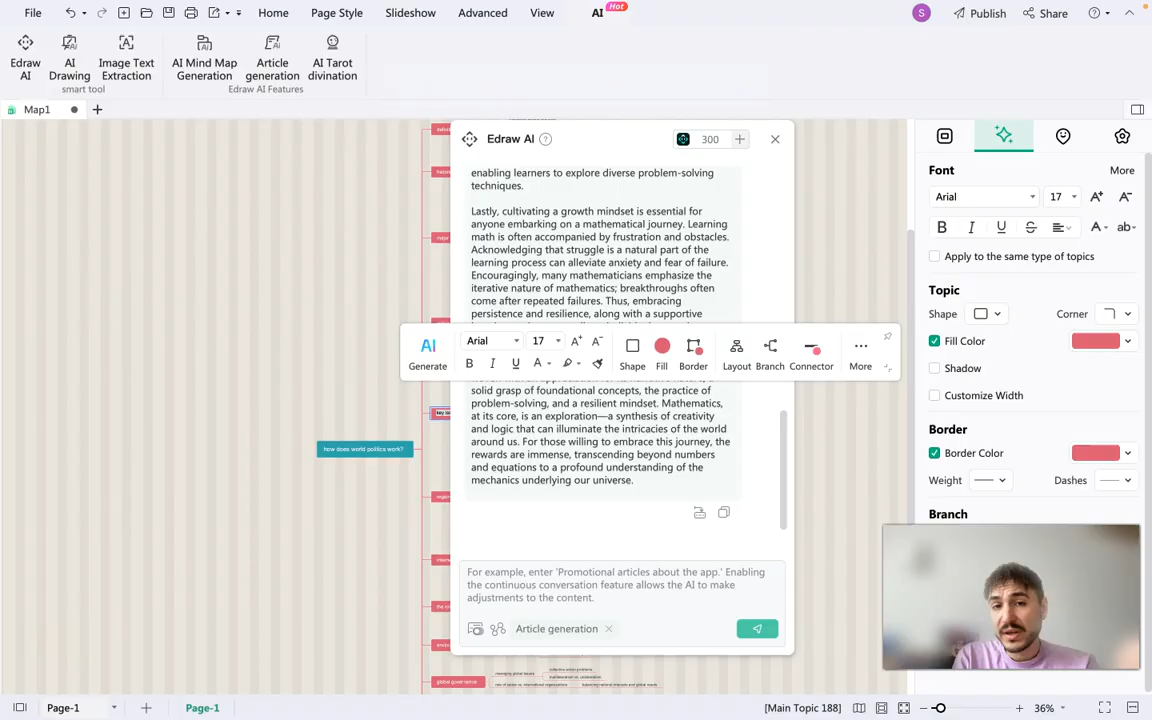 File
Home
Page Style
Slideshow
Advanced
View
AI
Hot
S
Publish
Share
Edraw
AI
AI
Drawing
Image Text
Extraction
smart tool
AI Mind Map
Generation
Article
generation
AI Tarot
divination
Edraw AI Features
Map1
Edraw AI
300
enabling learners to explore diverse problem-solving
techniques.
Lastly, cultivating a growth mindset is essential for
anyone embarking on a mathematical journey. Learning
math is often accompanied by frustration and obstacles.
Acknowledging that struggle is a natural part of the
learning process can alleviate anxiety and fear of failure.
Encouragingly, many mathematicians emphasize the
iterative nature of mathematics; breakthroughs often
come after repeated failures. Thus, embracing
persistence and resilience, along with a supportive
AI
Generate
Arial
17
A+
A-
B
I
U
A
Shape
Fill
Border
Layout
Branch
Connector
More
solid grasp of foundational concepts, the practice of
problem-solving, and a resilient mindset. Mathematics,
at its core, is an exploration—a synthesis of creativity
and logic that can illuminate the intricacies of the world
around us. For those willing to embrace this journey, the
rewards are immense, transcending beyond numbers
and equations to a profound understanding of the
mechanics underlying our universe.
For example, enter 'Promotional articles about the app.' Enabling
the continuous conversation feature allows the AI to make
adjustments to the content.
Article generation
how does world politics work?
global governance
managing global issues
collective action problems
Font
More
Arial
17
A+
A-
B
I
U
S
A
ab
Apply to the same type of topics
Topic
Shape
Corner
Fill Color
Shadow
Customize Width
Border
Border Color
Weight
Dashes
Branch
Page-1
Page-1
[Main Topic 188]
36%